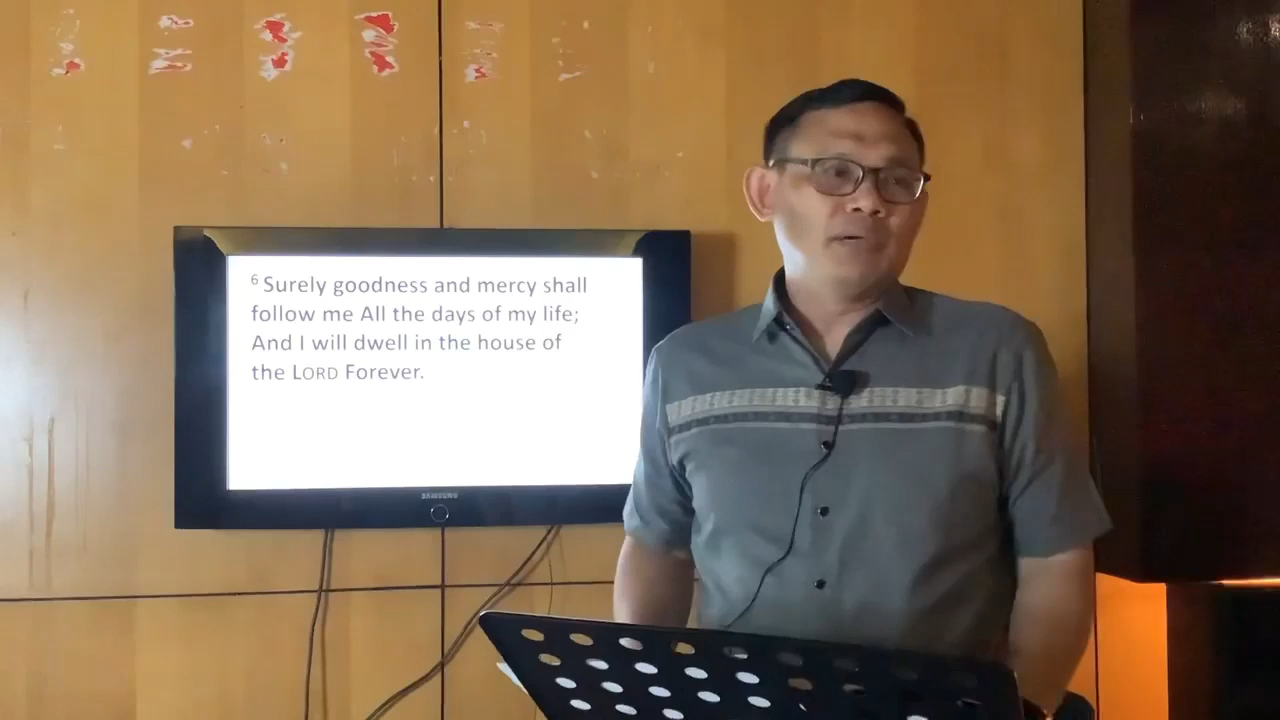 ⁶ Surely goodness and mercy shall
follow me All the days of my life;
And I will dwell in the house of
the LORD Forever.
SAMSUNG